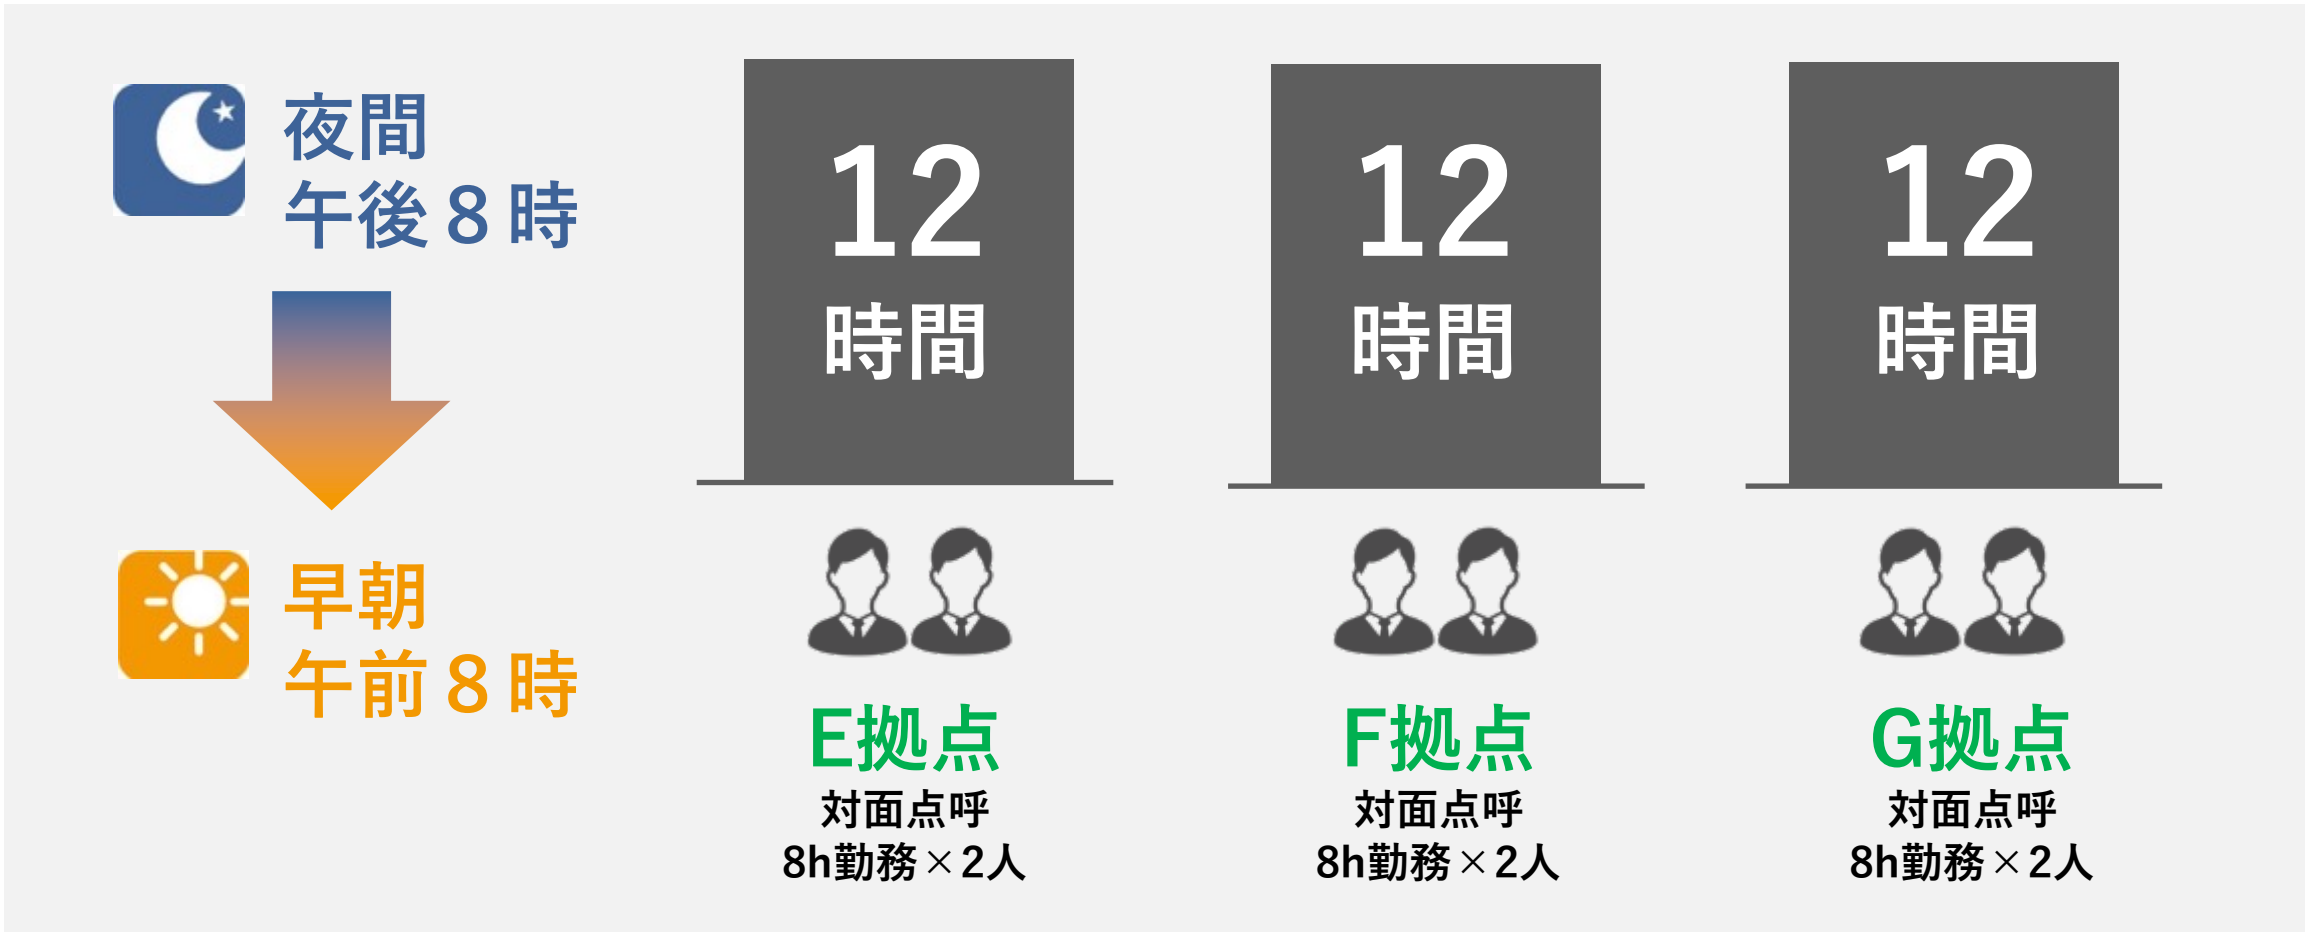 夜間
午後８時
早朝
午前８時
12
時間
12
時間
12
時間
E拠点
対面点呼
8h勤務×2人
F拠点
対面点呼
8h勤務×2人
G拠点
対面点呼
8h勤務×2人